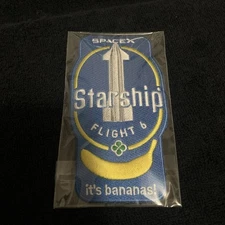 SPACEX
Starship
FLIGHT 6
it's bananas!